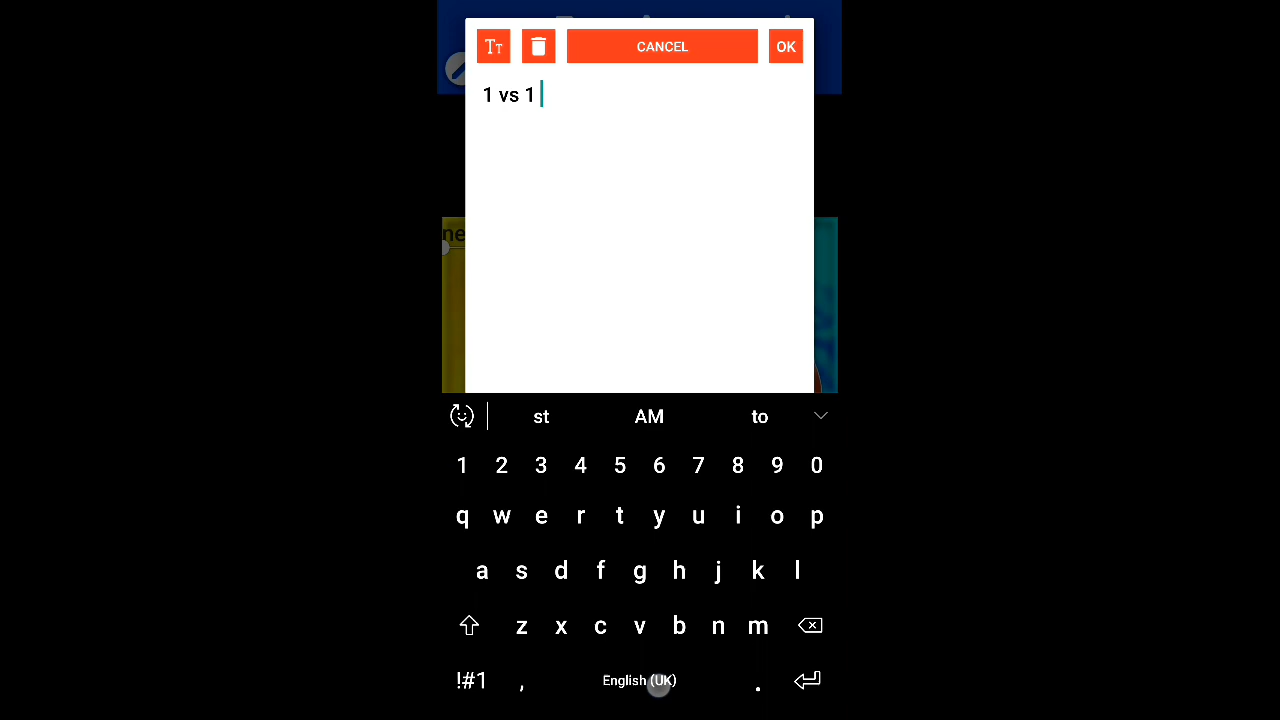 Tт
CANCEL
OK
1 vs 1
ne
st
AM
to
1 2 3 4 5 6 7 8 9 0
q w e r t y u i o p
a s d f g h j k l
z x c v b n m
!#1 , English (UK) .